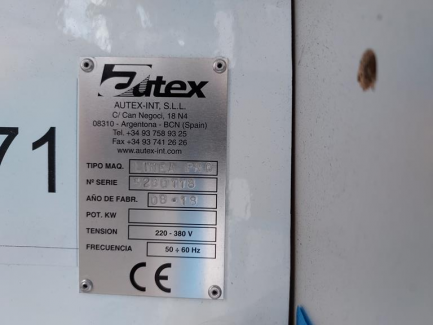 autex
AUTEX-INT, S.L.L.
C/ Can Negoci, 18 N4
08310 - Argentona - BCN (Spain)
Tel. +34 93 758 93 25
Fax +34 93 741 26 26
www.autex-int.com
71
TIPO MAQ.
Nº SERIE
AÑO DE FABR. 08·13
POT. KW
TENSION 220 - 380 V
FRECUENCIA 50 ÷ 60 Hz
CE